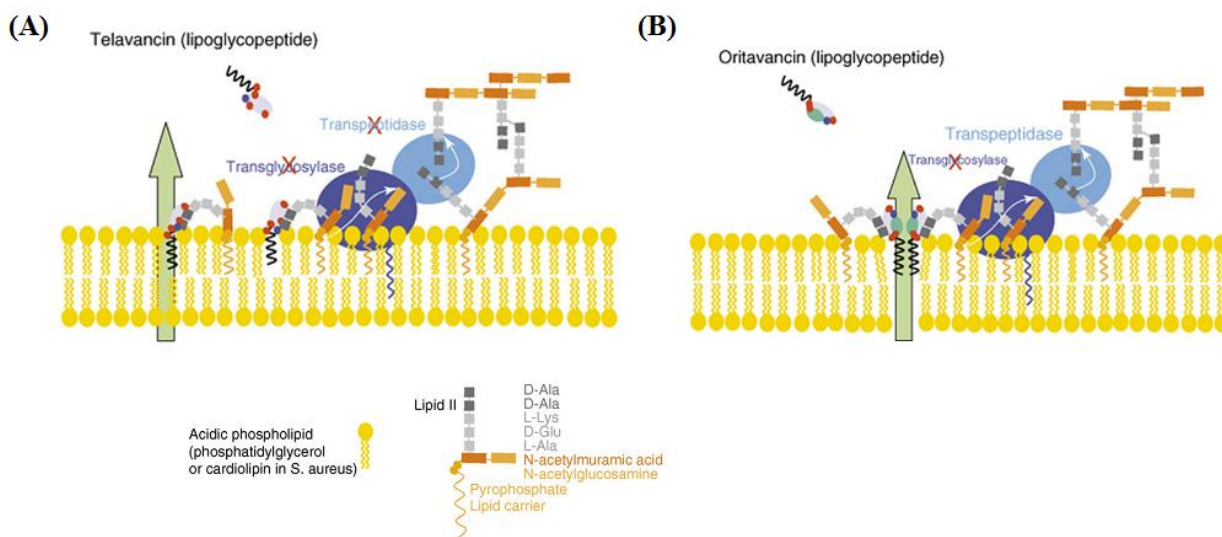 (A)
Telavancin (lipoglycopeptide)
Transpeptidase
Transglycosylase
(B)
Oritavancin (lipoglycopeptide)
Transpeptidase
Transglycosylase
Acidic phospholipid
(phosphatidylglycerol
or cardiolipin in S. aureus)
Lipid II
D-Ala
D-Ala
L-Lys
D-Glu
L-Ala
N-acetylmuramic acid
N-acetylglucosamine
Pyrophosphate
Lipid carrier